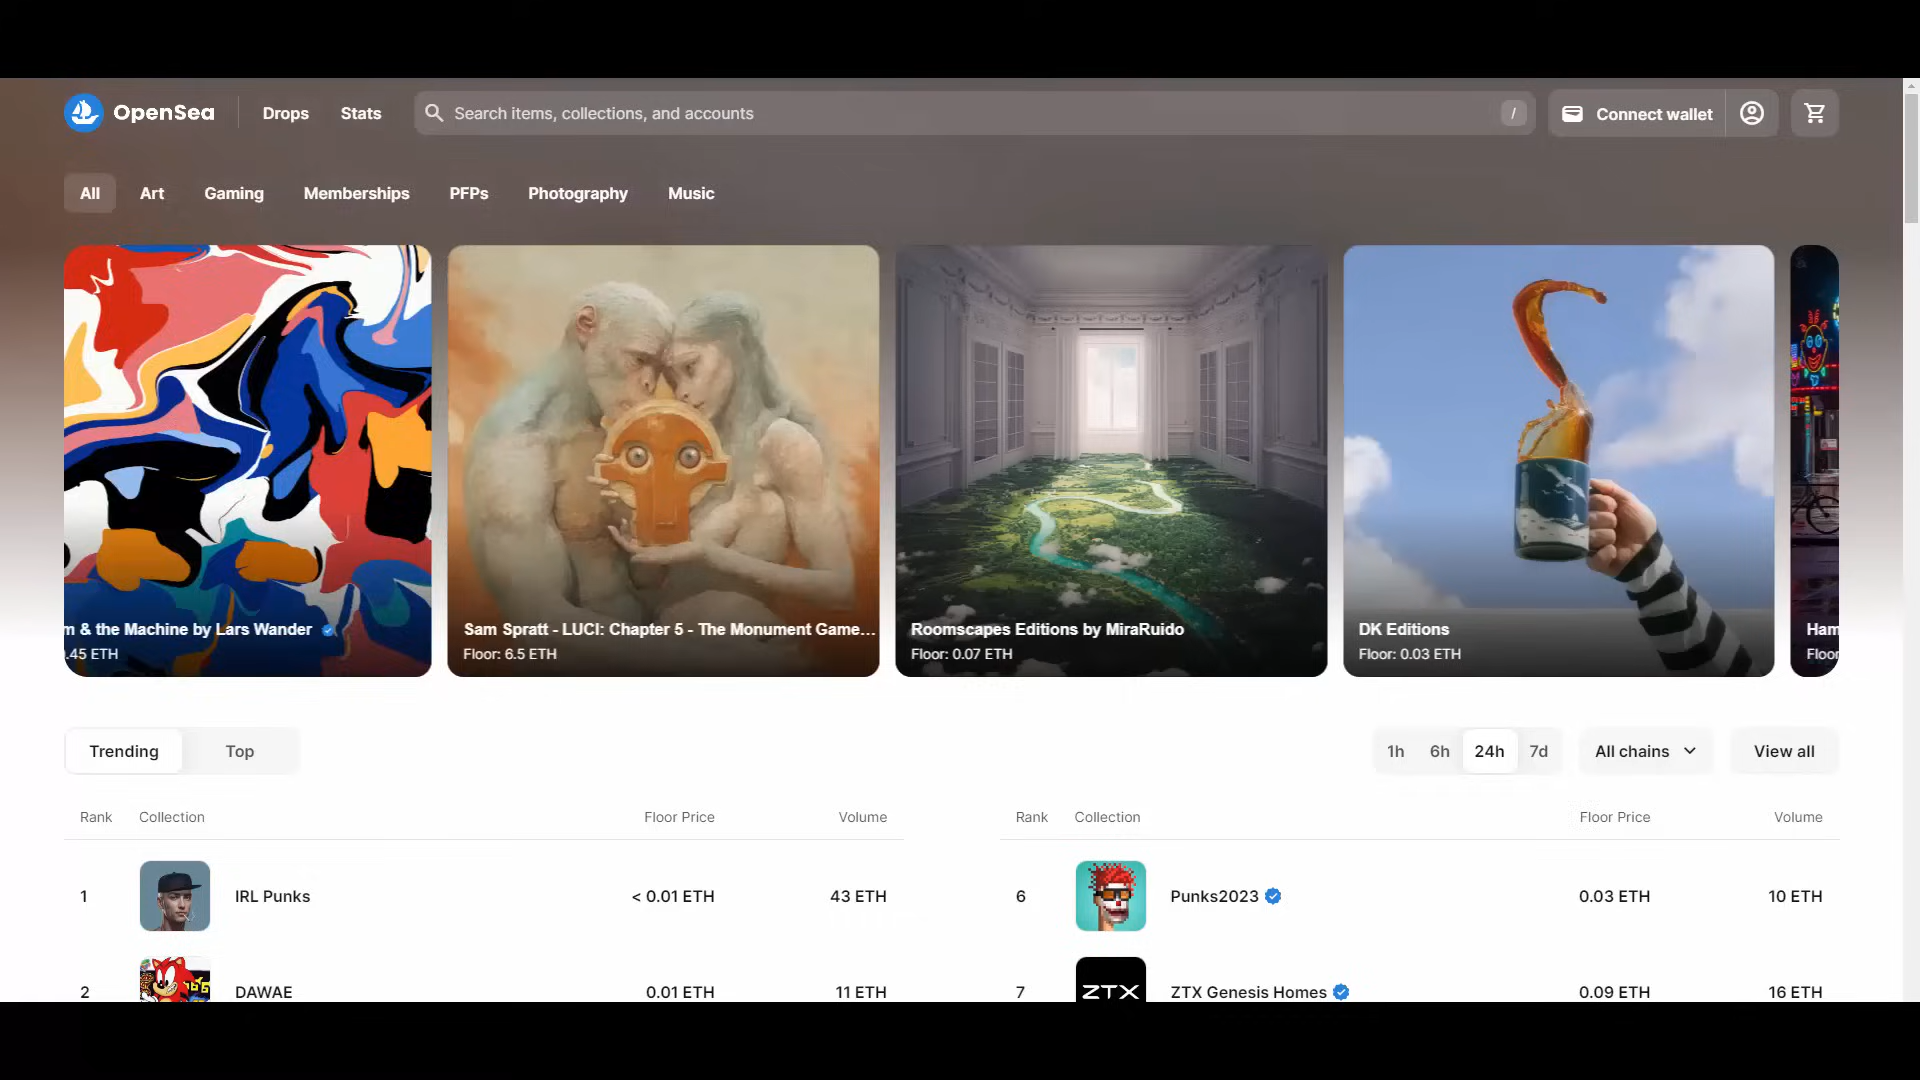 OpenSea
Drops
Stats
Search items, collections, and accounts
/
Connect wallet
All
Art
Gaming
Memberships
PFPs
Photography
Music
m & the Machine by Lars Wander
.45 ETH
Sam Spratt - LUCI: Chapter 5 - The Monument Game...
Floor: 6.5 ETH
Roomscapes Editions by MiraRuido
Floor: 0.07 ETH
DK Editions
Floor: 0.03 ETH
Ham
Floor
Trending
Top
1h
6h
24h
7d
All chains
View all
Rank Collection Floor Price Volume
Rank Collection Floor Price Volume
1 IRL Punks < 0.01 ETH 43 ETH
6 Punks2023 0.03 ETH 10 ETH
2 DAWAE 0.01 ETH 11 ETH
7 ZTX ZTX Genesis Homes 0.09 ETH 16 ETH